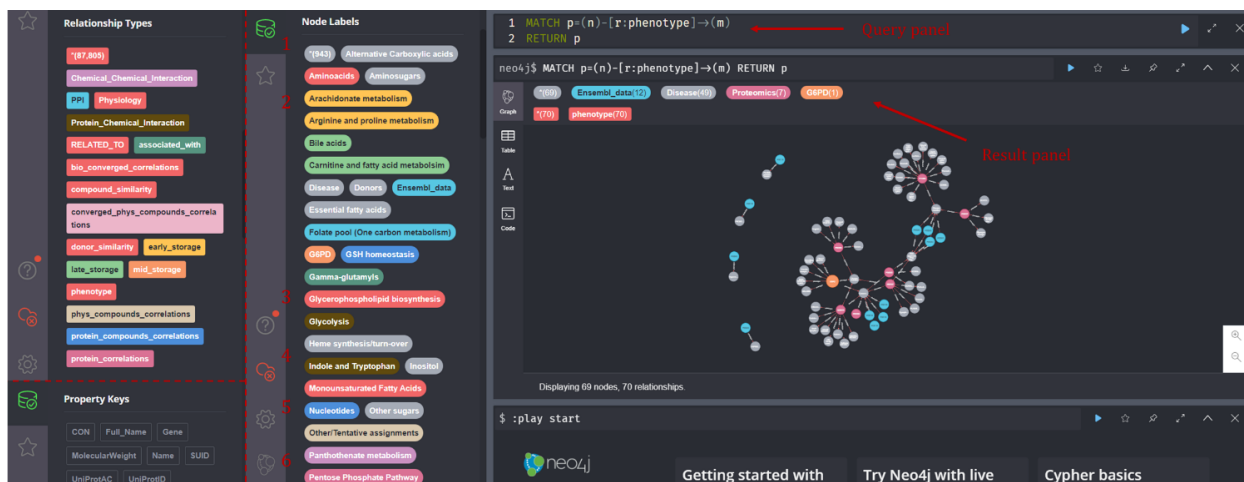 Relationship Types
*(87,805)
Chemical_Chemical_Interaction
PPI Physiology
Protein_Chemical_Interaction
RELATED_TO associated_with
bio_converged_correlations
compound_similarity
converged_phys_compounds_correla
tions
donor_similarity early_storage
late_storage mid_storage
phenotype
phys_compounds_correlations
protein_compounds_correlations
protein_correlations
Property Keys
CON Full_Name Gene
MolecularWeight Name SUID
UniProtAC UniProtID
1
2
3
4
5
6
Node Labels
*(943) Alternative Carboxylic acids
Aminoacids Aminosugars
Arachidonate metabolism
Arginine and proline metabolism
Bile acids
Carnitine and fatty acid metabolsim
Disease Donors Ensembl_data
Essential fatty acids
Folate pool (One carbon metabolism)
G6PD GSH homeostasis
Gamma-glutamyls
Glycerophospholipid biosynthesis
Glycolysis
Heme synthesis/turn-over
Indole and Tryptophan Inositol
Monounsaturated Fatty Acids
Nucleotides Other sugars
Other/Tentative assignments
Panthothenate metabolism
Pentose Phosphate Pathway
1 MATCH p=(n)-[r:phenotype]→(m)
2 RETURN p
Query panel
neo4j$ MATCH p=(n)-[r:phenotype]→(m) RETURN p
*(69) Ensembl_data(12) Disease(49) Proteomics(7) G6PD(1)
*(70) phenotype(70)
Graph
Table
A
Text
Code
Result panel
Displaying 69 nodes, 70 relationships.
$ :play start
neo4j
Getting started with
Try Neo4j with live
Cypher basics